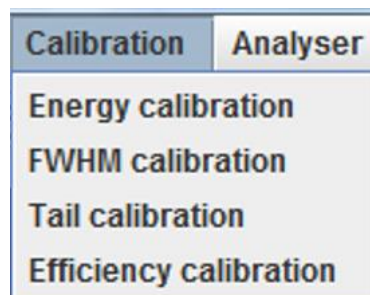 Calibration Analyser
Energy calibration
FWHM calibration
Tail calibration
Efficiency calibration